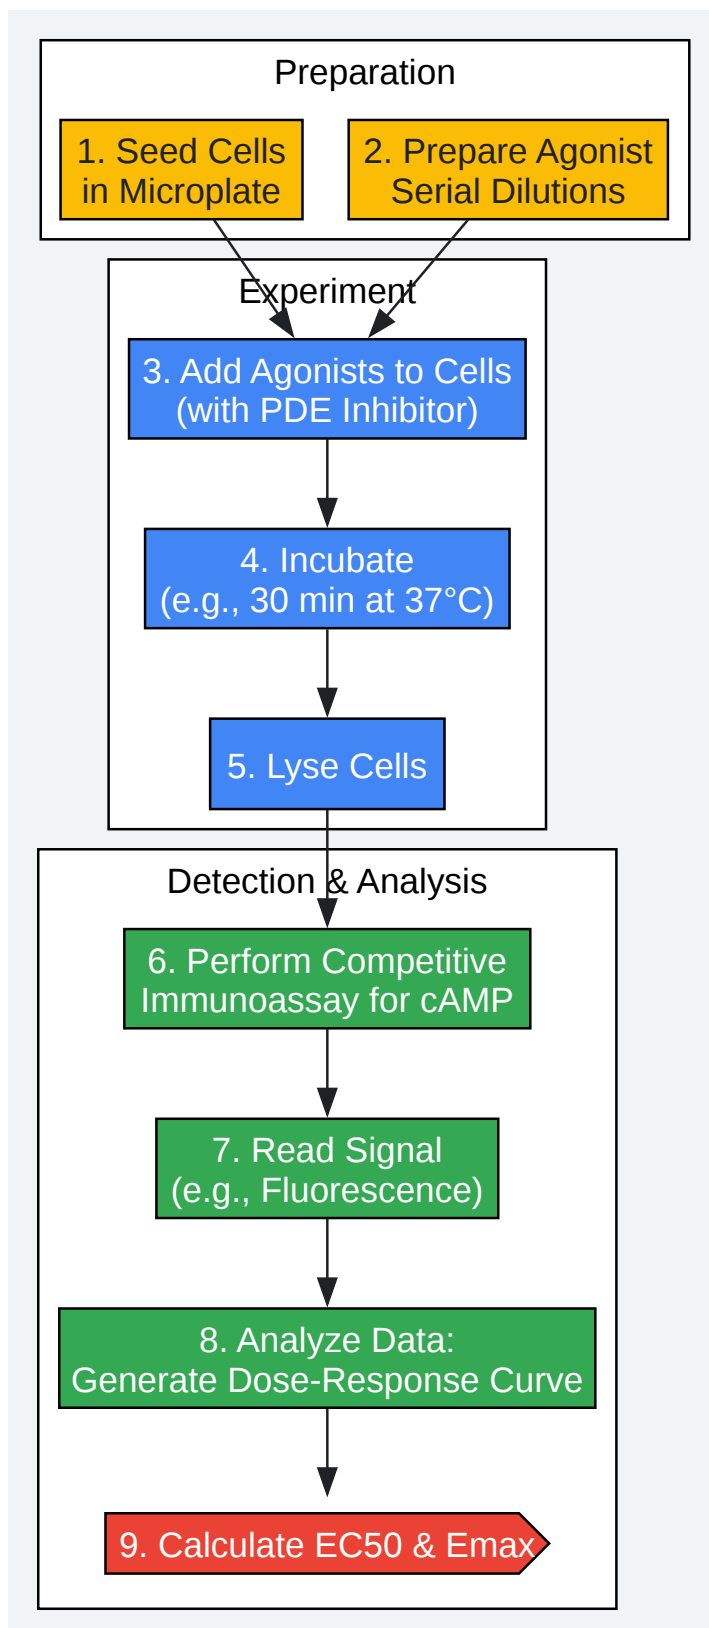 Preparation
1. Seed Cells
in Microplate
2. Prepare Agonist
Serial Dilutions
Experiment
3. Add Agonists to Cells
(with PDE Inhibitor)
4. Incubate
(e.g., 30 min at 37°C)
5. Lyse Cells
Detection & Analysis
6. Perform Competitive
Immunoassay for cAMP
7. Read Signal
(e.g., Fluorescence)
8. Analyze Data:
Generate Dose-Response Curve
9. Calculate EC50 & Emax